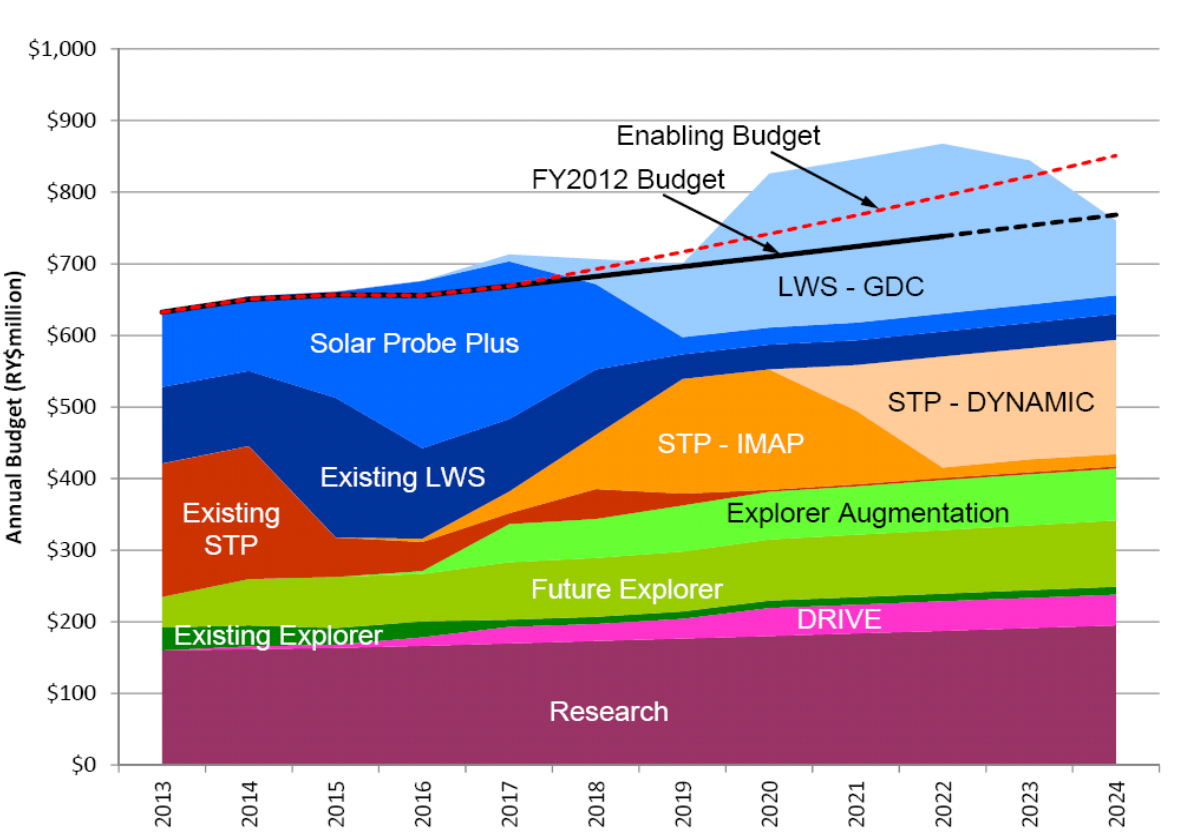 $1,000
$900
$800
$700
$600
$500
$400
$300
$200
$100
$0
Annual Budget (RY$million)
Enabling Budget
FY2012 Budget
LWS - GDC
Solar Probe Plus
STP - DYNAMIC
STP - IMAP
Existing LWS
Existing
STP
Explorer Augmentation
Future Explorer
DRIVE
Existing Explorer
Research
2013
2014
2015
2016
2017
2018
2019
2020
2021
2022
2023
2024